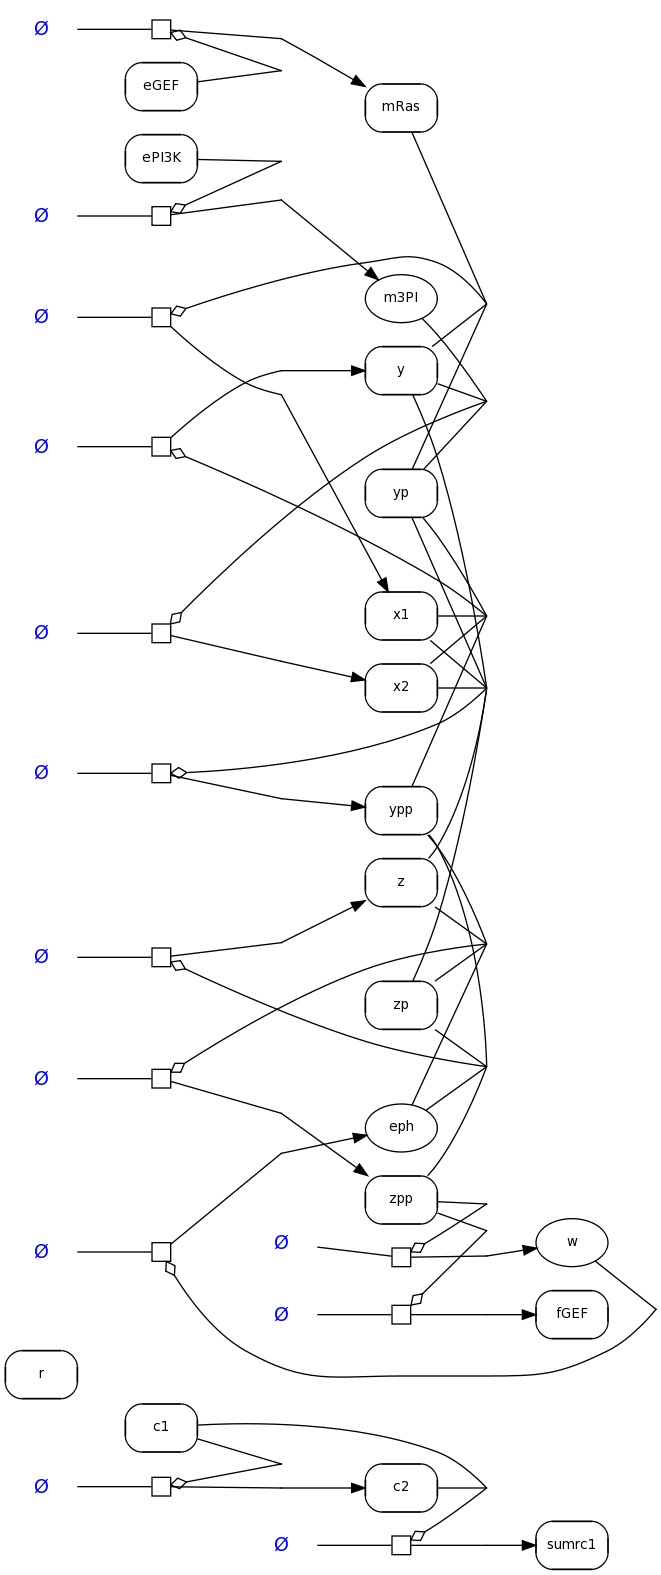 Ø
eGEF
mRas
ePI3K
Ø
m3PI
Ø
y
Ø
yp
x1
Ø
x2
Ø
ypp
z
Ø
zp
Ø
eph
zpp
Ø
Ø
w
Ø
fGEF
r
c1
Ø
c2
Ø
sumrc1